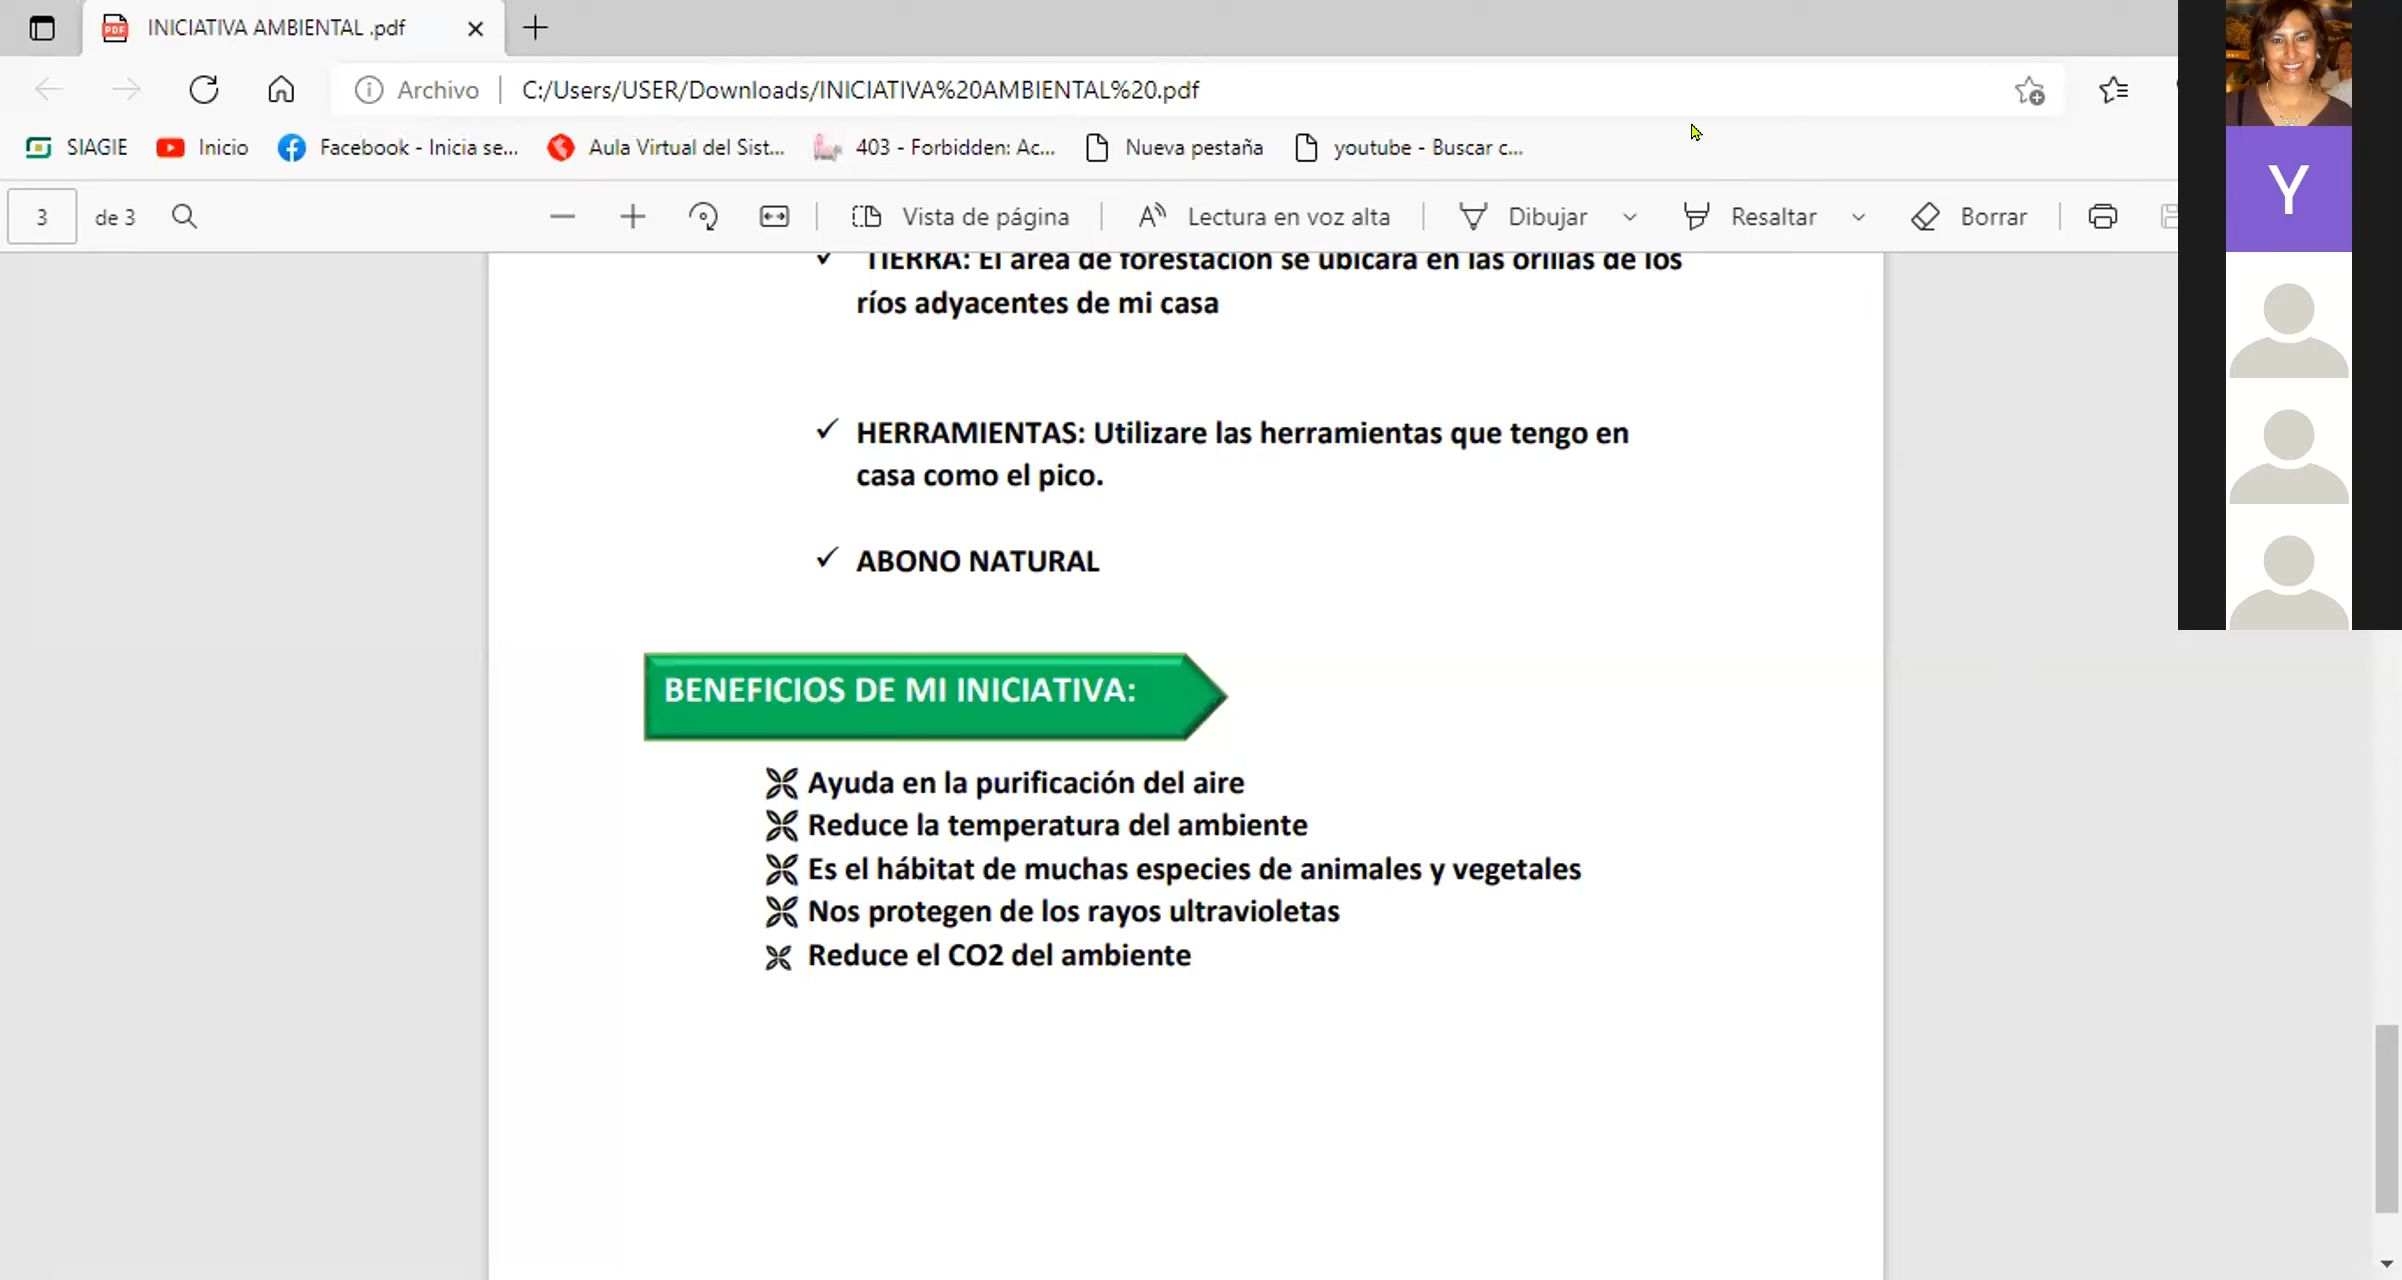 INICIATIVA AMBIENTAL .pdf
Archivo C:/Users/USER/Downloads/INICIATIVA%20AMBIENTAL%20.pdf
SIAGIE Inicio Facebook - Inicia se... Aula Virtual del Sist... 403 - Forbidden: Ac... Nueva pestaña youtube - Buscar c...
3 de 3 Vista de página Lectura en voz alta Dibujar Resaltar Borrar
Y
TIERRA: El area de forestacion se ubicara en las orillas de los
ríos adyacentes de mi casa
HERRAMIENTAS: Utilizare las herramientas que tengo en
casa como el pico.
ABONO NATURAL
BENEFICIOS DE MI INICIATIVA:
Ayuda en la purificación del aire
Reduce la temperatura del ambiente
Es el hábitat de muchas especies de animales y vegetales
Nos protegen de los rayos ultravioletas
Reduce el CO2 del ambiente